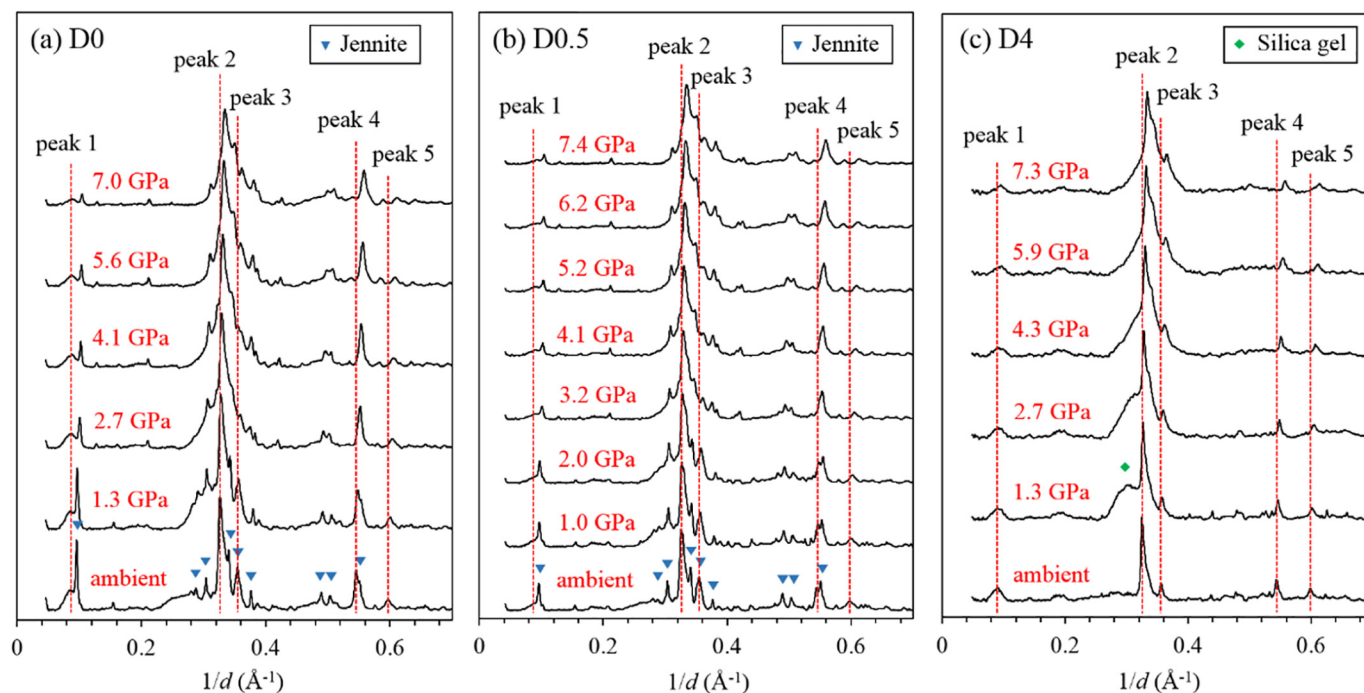 (a) D0
▼ Jennite
peak 2
peak 3
peak 4
peak 1
peak 5
7.0 GPa
5.6 GPa
4.1 GPa
2.7 GPa
1.3 GPa
ambient
0 0.2 0.4 0.6
1/d (Å⁻¹)
(b) D0.5
▼ Jennite
peak 2
peak 3
peak 1
peak 4
peak 5
7.4 GPa
6.2 GPa
5.2 GPa
4.1 GPa
3.2 GPa
2.0 GPa
1.0 GPa
ambient
0 0.2 0.4 0.6
1/d (Å⁻¹)
(c) D4
◆ Silica gel
peak 2
peak 3
peak 4
peak 1
peak 5
7.3 GPa
5.9 GPa
4.3 GPa
2.7 GPa
1.3 GPa
ambient
0 0.2 0.4 0.6
1/d (Å⁻¹)